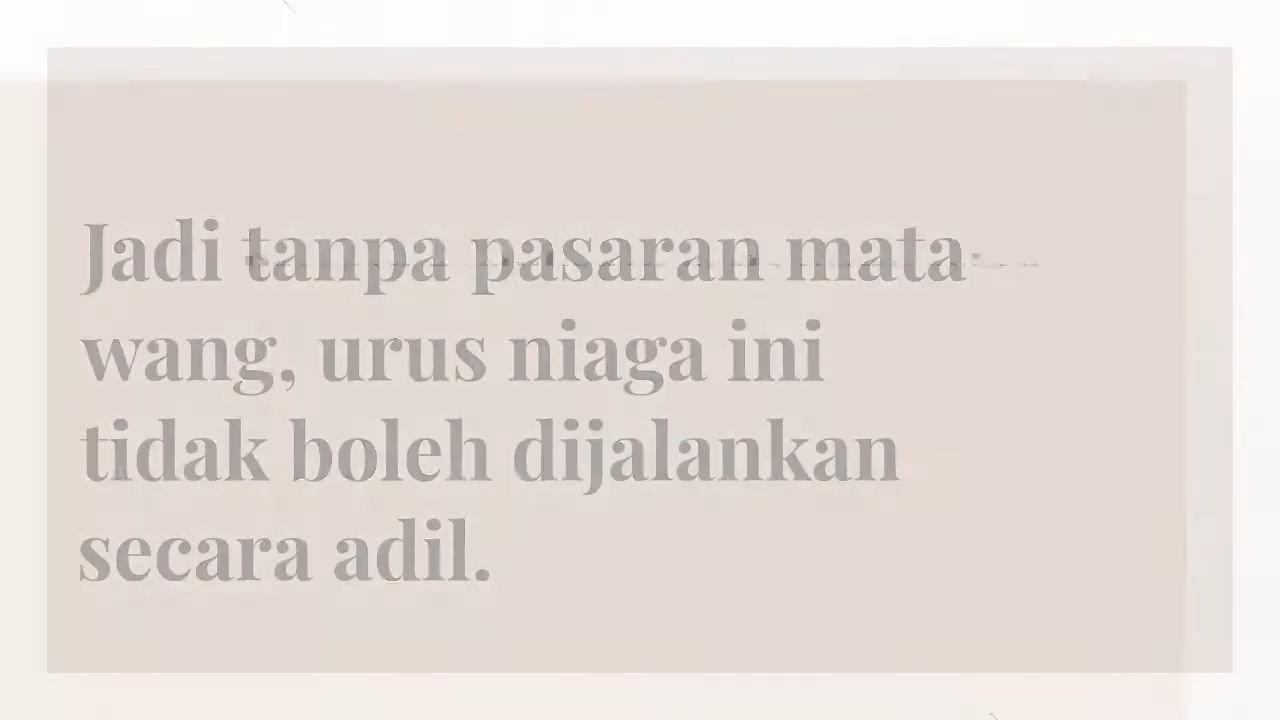 Jadi tanpa pasaran mata
wang, urus niaga ini
tidak boleh dijalankan
secara adil.